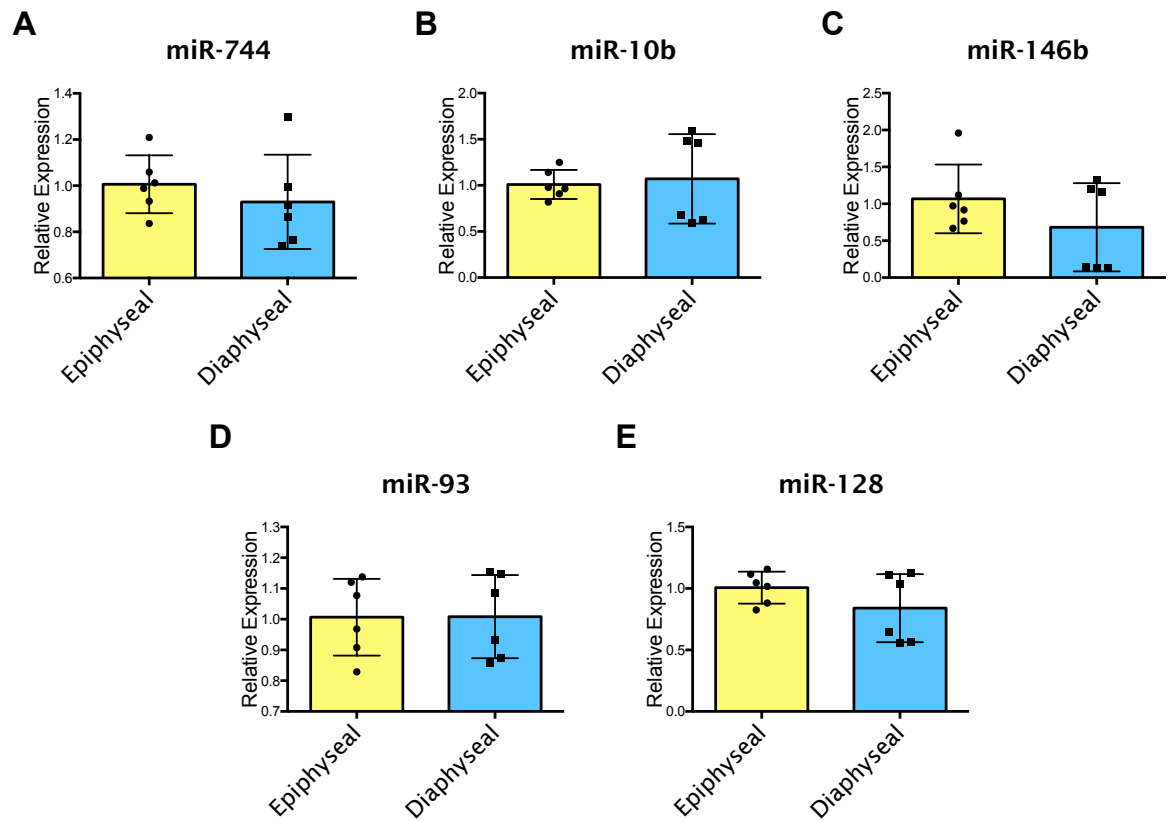 A
miR-744
Relative Expression
1.4
1.2
1.0
0.8
0.6
Epiphyseal
Diaphyseal
B
miR-10b
Relative Expression
2.0
1.5
1.0
0.5
0.0
Epiphyseal
Diaphyseal
C
miR-146b
Relative Expression
2.5
2.0
1.5
1.0
0.5
0.0
Epiphyseal
Diaphyseal
D
miR-93
Relative Expression
1.3
1.2
1.1
1.0
0.9
0.8
0.7
Epiphyseal
Diaphyseal
E
miR-128
Relative Expression
1.5
1.0
0.5
0.0
Epiphyseal
Diaphyseal